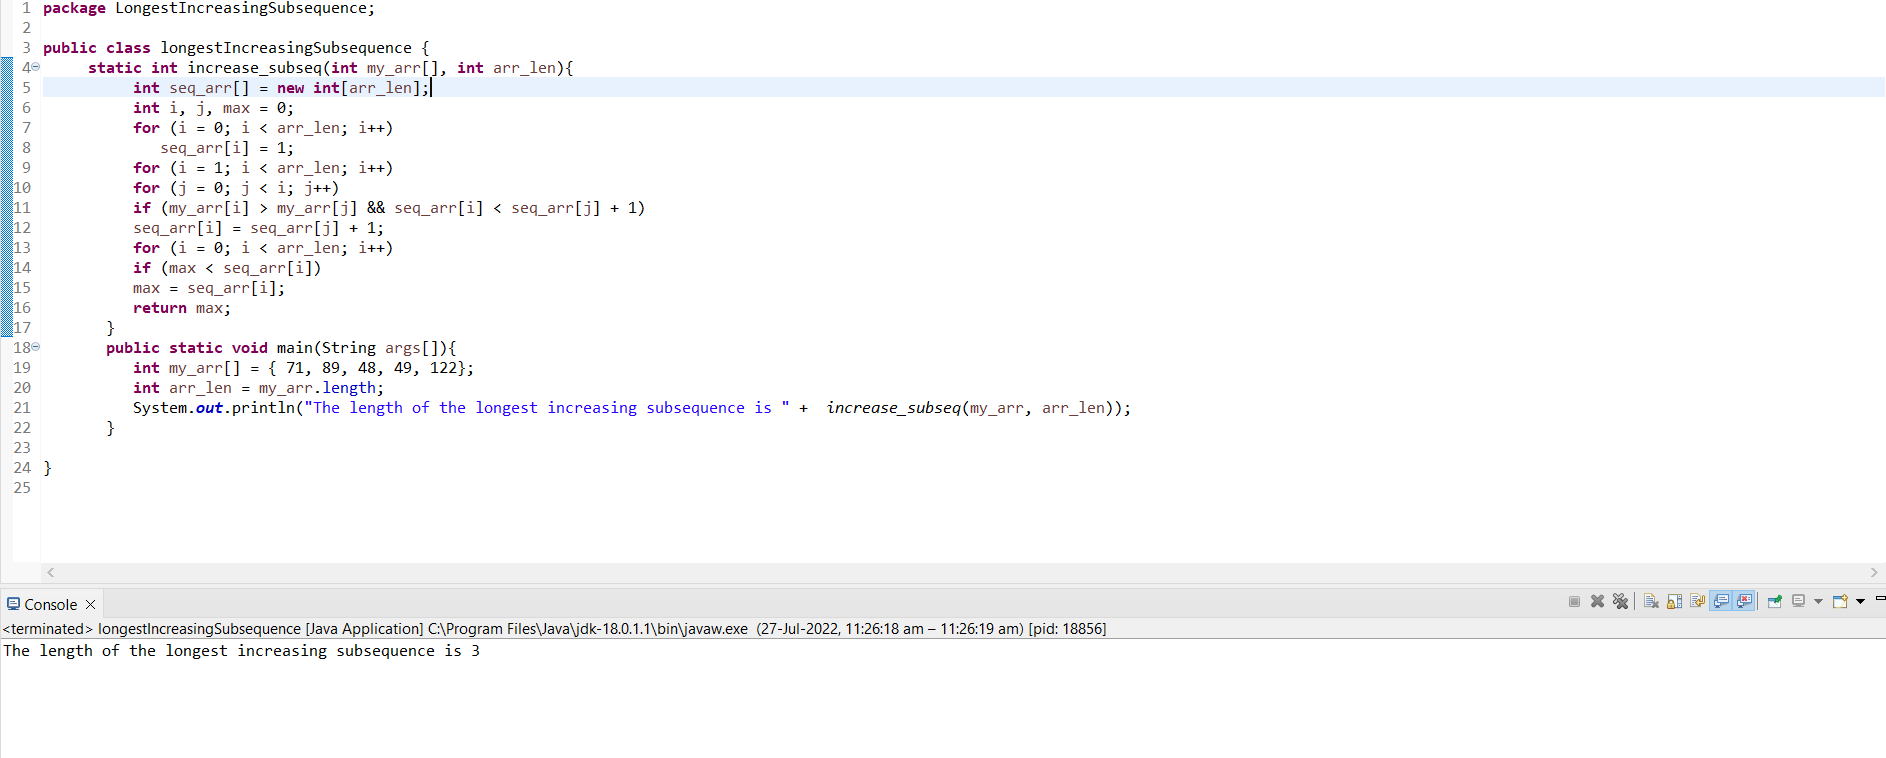 1 package LongestIncreasingSubsequence;
2
3 public class longestIncreasingSubsequence {
4 static int increase_subseq(int my_arr[], int arr_len){
5 int seq_arr[] = new int[arr_len];
6 int i, j, max = 0;
7 for (i = 0; i < arr_len; i++)
8 seq_arr[i] = 1;
9 for (i = 1; i < arr_len; i++)
10 for (j = 0; j < i; j++)
11 if (my_arr[i] > my_arr[j] && seq_arr[i] < seq_arr[j] + 1)
12 seq_arr[i] = seq_arr[j] + 1;
13 for (i = 0; i < arr_len; i++)
14 if (max < seq_arr[i])
15 max = seq_arr[i];
16 return max;
17 }
18 public static void main(String args[]){
19 int my_arr[] = { 71, 89, 48, 49, 122};
20 int arr_len = my_arr.length;
21 System.out.println("The length of the longest increasing subsequence is " +  increase_subseq(my_arr, arr_len));
22 }
23
24 }
25
Console
<terminated> longestIncreasingSubsequence [Java Application] C:\Program Files\Java\jdk-18.0.1.1\bin\javaw.exe (27-Jul-2022, 11:26:18 am – 11:26:19 am) [pid: 18856]
The length of the longest increasing subsequence is 3